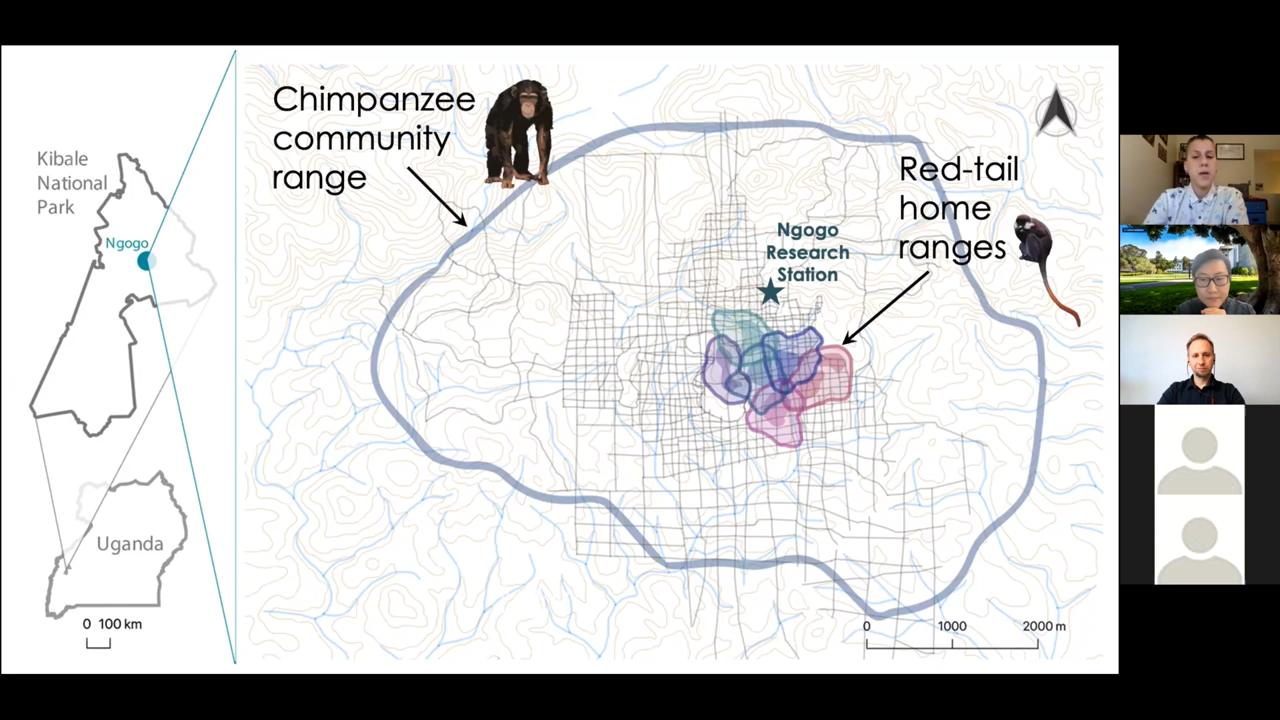 Kibale
National
Park
Ngogo
Uganda
0 100 km
Chimpanzee
community
range
Red-tail
home
ranges
Ngogo
Research
Station
0 1000 2000 m